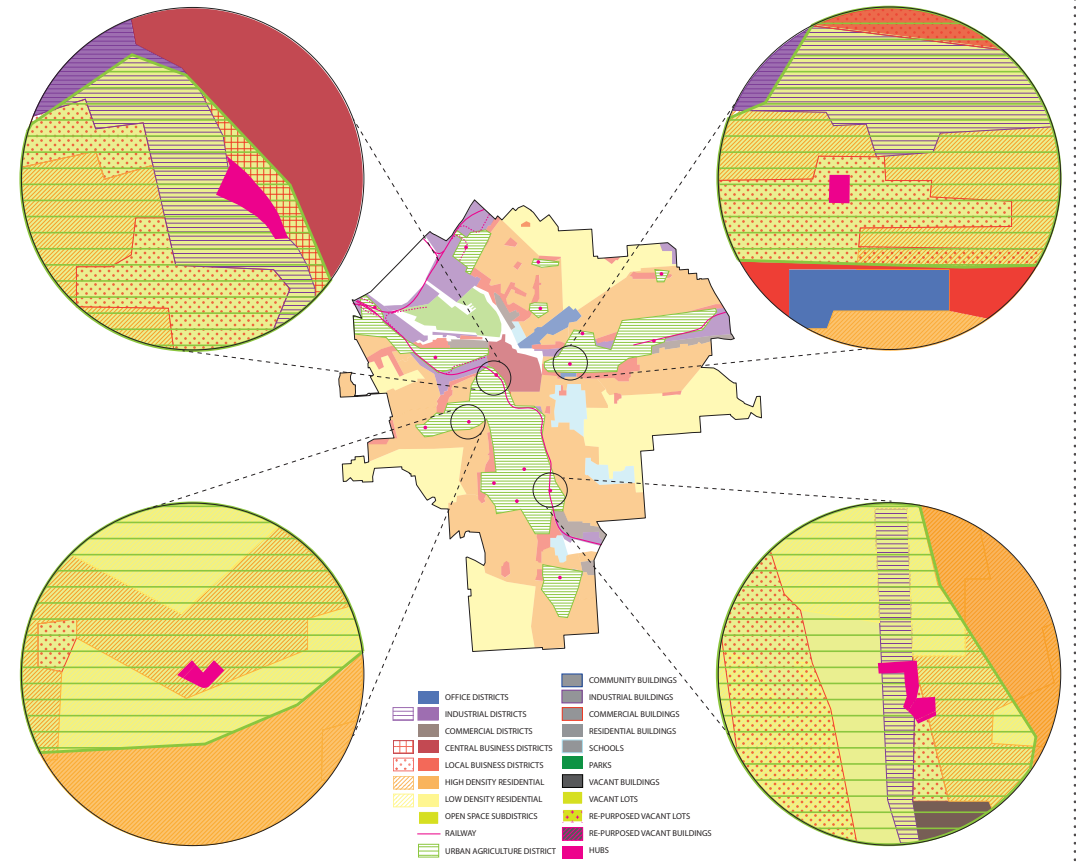 OFFICE DISTRICTS
INDUSTRIAL DISTRICTS
COMMERCIAL DISTRICTS
CENTRAL BUSINESS DISTRICTS
LOCAL BUISNESS DISTRICTS
HIGH DENSITY RESIDENTIAL
LOW DENSITY RESIDENTIAL
OPEN SPACE SUBDISTRICS
RAILWAY
URBAN AGRICULTURE DISTRICT
COMMUNITY BUILDINGS
INDUSTRIAL BUILDINGS
COMMERCIAL BUILDINGS
RESIDENTIAL BUILDINGS
SCHOOLS
PARKS
VACANT BUILDINGS
VACANT LOTS
RE-PURPOSED VACANT LOTS
RE-PURPOSED VACANT BUILDINGS
HUBS